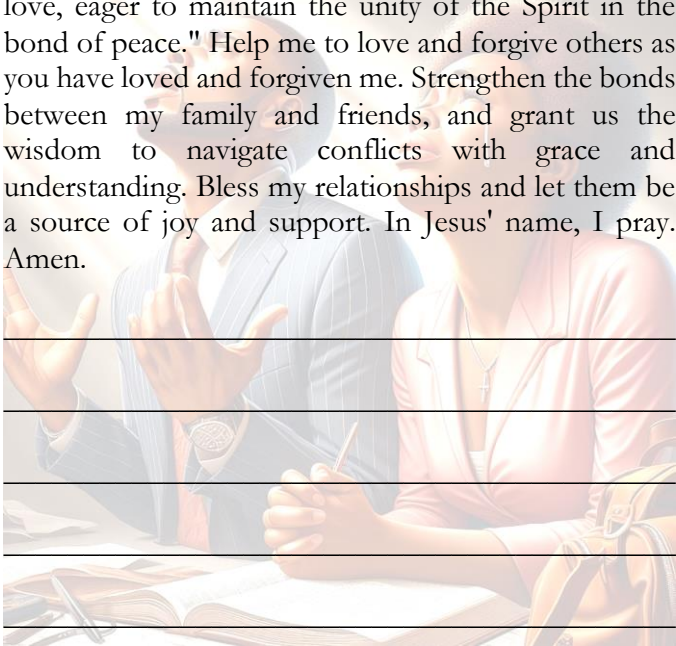 love, eager to maintain the unity of the Spirit in the
bond of peace." Help me to love and forgive others as
you have loved and forgiven me. Strengthen the bonds
between my family and friends, and grant us the
wisdom to navigate conflicts with grace and
understanding. Bless my relationships and let them be
a source of joy and support. In Jesus' name, I pray.
Amen.